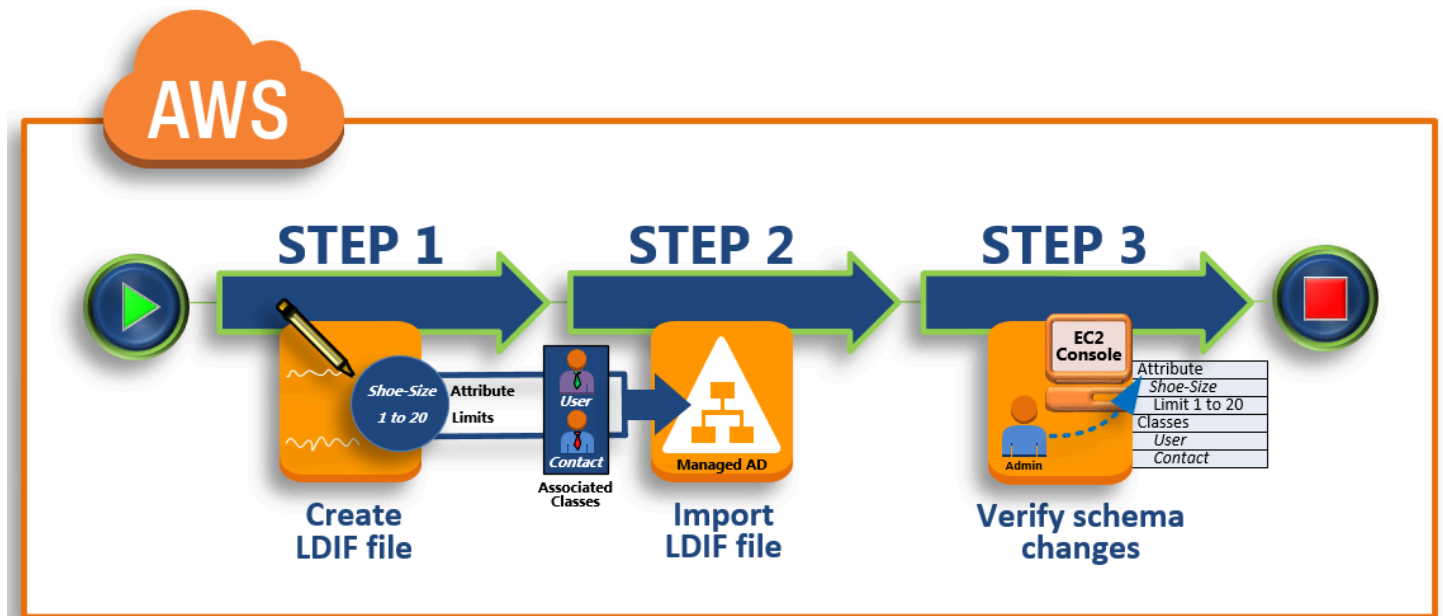 AWS
STEP 1
STEP 2
STEP 3
Shoe-Size
1 to 20
Attribute
Limits
User
Contact
Associated
Classes
Managed AD
EC2
Console
Admin
Attribute
Shoe-Size
Limit 1 to 20
Classes
User
Contact
Create
LDIF file
Import
LDIF file
Verify schema
changes